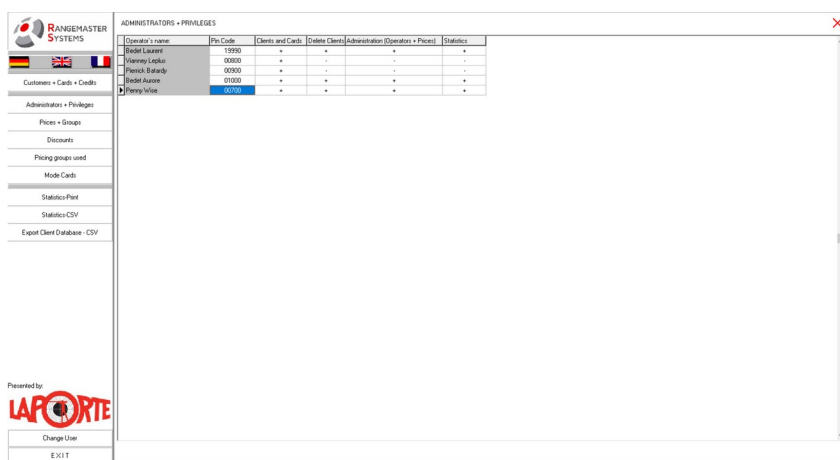 RANGEMASTER
SYSTEMS
Customers + Cards + Credits
Administrators + Privileges
Prices + Groups
Discounts
Pricing groups used
Mode Cards
Statistics-Print
Statistics-CSV
Export Client Database - CSV
Presented by:
LAPORTE
Change User
EXIT
ADMINISTRATORS + PRIVILEGES
Operator's name: Pin Code Clients and Cards Delete Clients Administration (Operators + Prices) Statistics
Bedet Laurent 19990 + + + +
Vianney Leplus 00800 + - - -
Pierrick Batardy 00900 + - - -
Bedet Aurore 01000 + + + +
Penny Wise 00700 + + + +